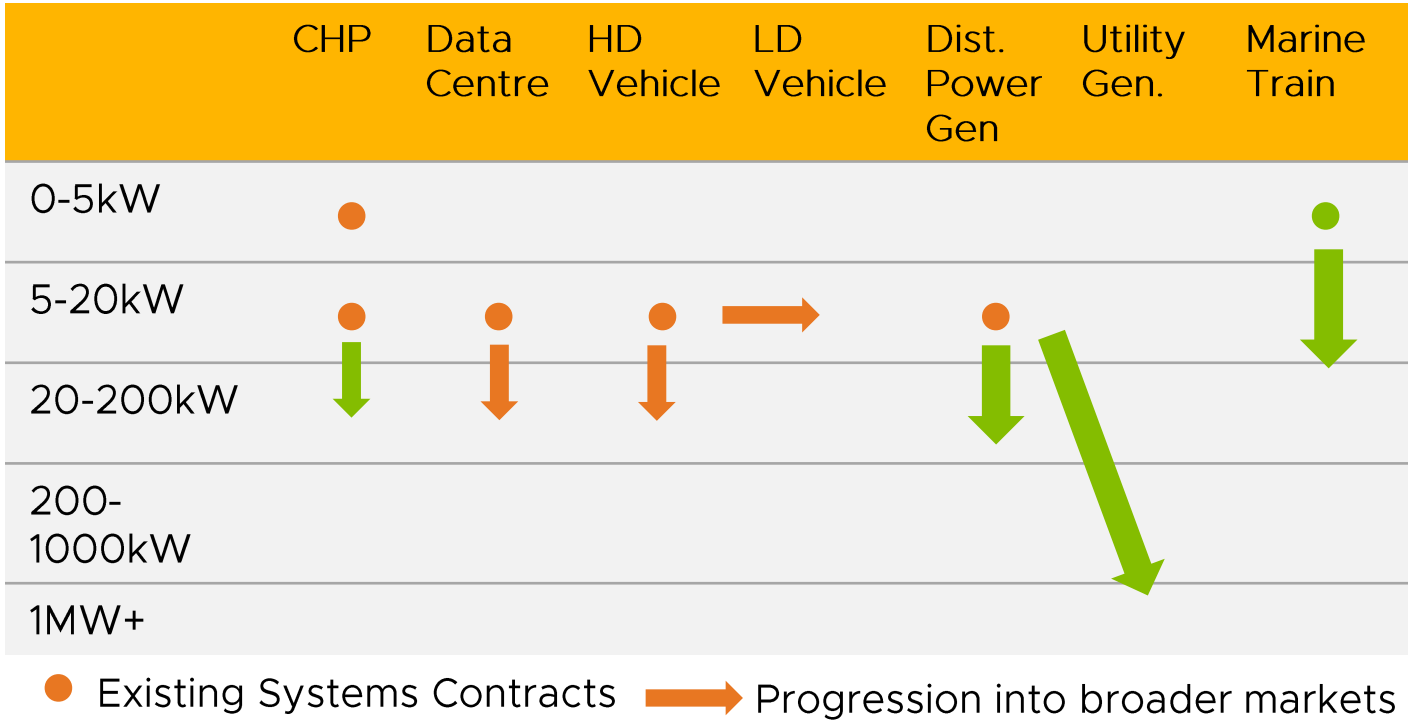 CHP Data HD LD Dist. Utility Marine
Centre Vehicle Vehicle Power Gen. Train
Gen
0-5kW
5-20kW
20-200kW
200-
1000kW
1MW+
Existing Systems Contracts Progression into broader markets